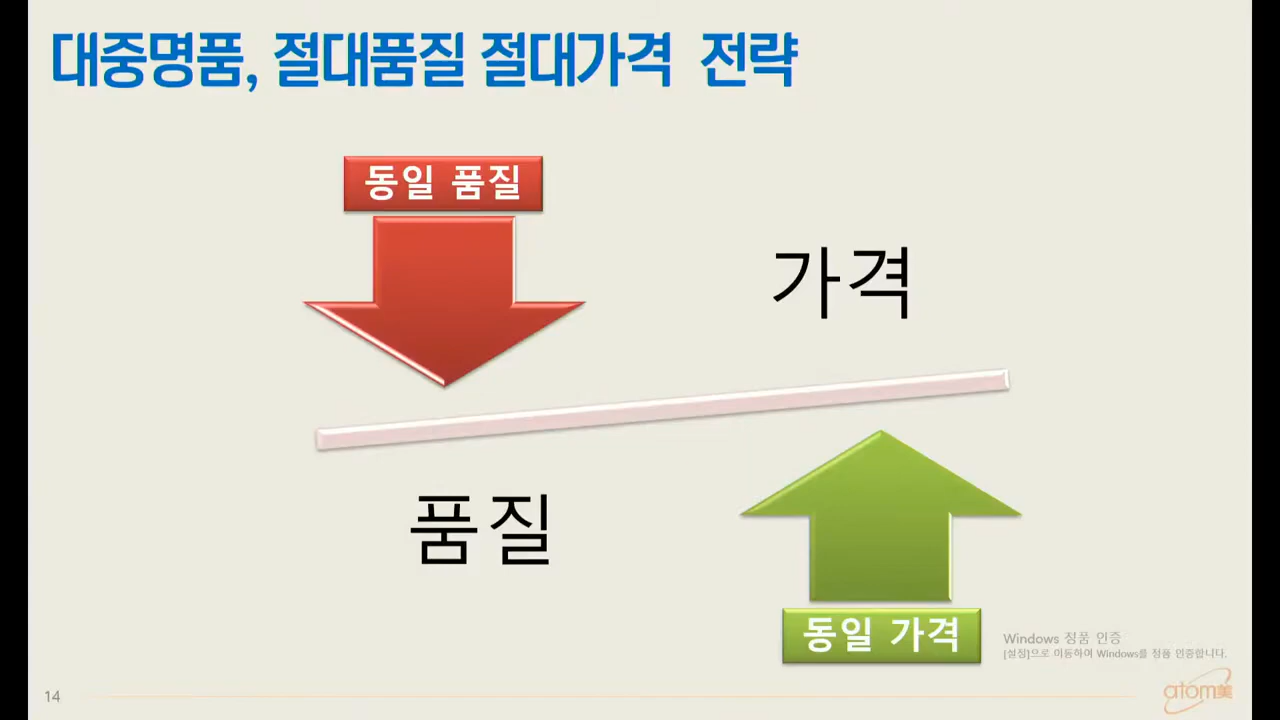 대중명품, 절대품질 절대가격 전략
동일 품질
가격
품질
동일 가격
Windows 정품 인증
[설정]으로 이동하여 Windows를 정품 인증합니다.
14
atom美